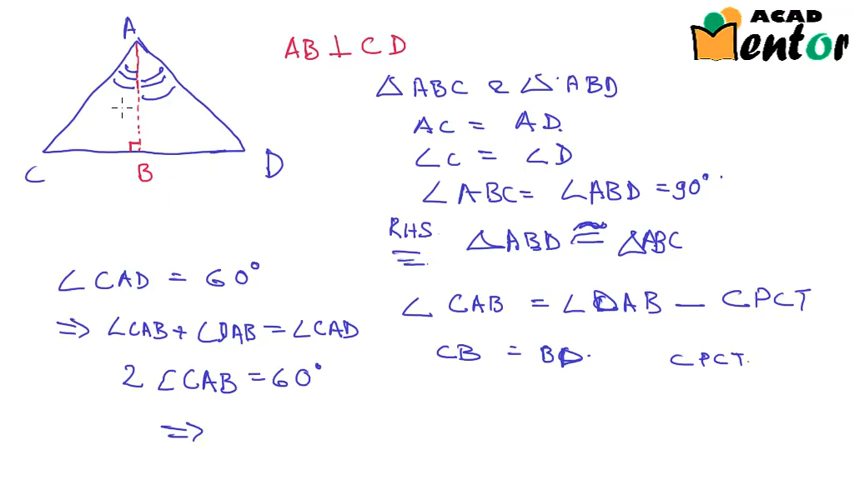 ACAD
Mentor
A
C
B
D
AB ⊥ CD
△ ABC & △ ABD
AC = AD.
∠C = ∠D
∠ABC = ∠ABD = 90°
RHS
△ABD ≅ △ABC
∠CAB = ∠DAB — CPCT
CB = BD. CPCT.
∠CAD = 60°
⇒ ∠CAB + ∠DAB = ∠CAD
2 ∠CAB = 60°
⇒